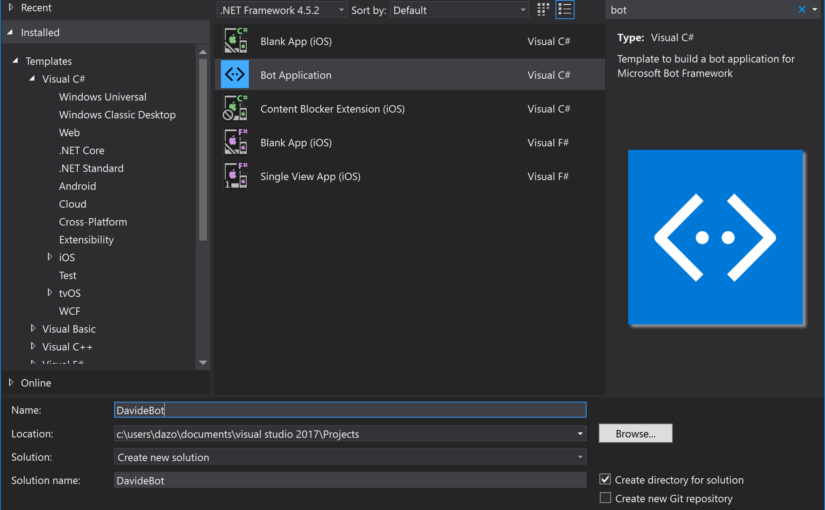 Recent
.NET Framework 4.5.2 Sort by: Default
bot
Installed
Templates
Visual C#
Windows Universal
Windows Classic Desktop
Web
.NET Core
.NET Standard
Android
Cloud
Cross-Platform
Extensibility
iOS
Test
tvOS
WCF
Visual Basic
Visual C++
Visual F#
Online
Blank App (iOS) Visual C#
Bot Application Visual C#
Content Blocker Extension (iOS) Visual C#
Blank App (iOS) Visual F#
Single View App (iOS) Visual F#
Type: Visual C#
Template to build a bot application for
Microsoft Bot Framework
Name: DavideBot
Location: c:\users\dazo\documents\visual studio 2017\Projects Browse...
Solution: Create new solution
Solution name: DavideBot
Create directory for solution
Create new Git repository